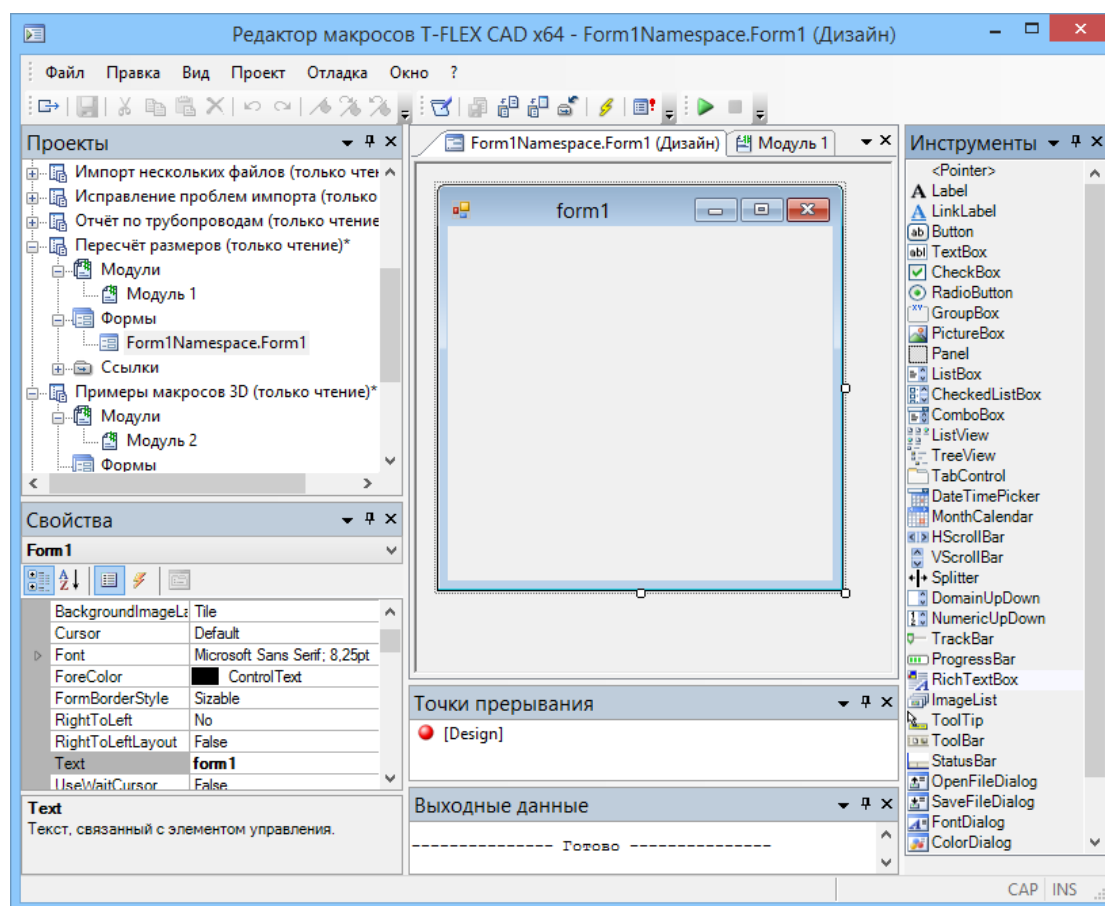 Редактор макросов T-FLEX CAD x64 - Form1Namespace.Form1 (Дизайн)
Файл Правка Вид Проект Отладка Окно ?
Проекты
Импорт нескольких файлов (только чтен
Исправление проблем импорта (только
Отчёт по трубопроводам (только чтение
Пересчёт размеров (только чтение)*
Модули
Модуль 1
Формы
Form1Namespace.Form1
Ссылки
Примеры макросов 3D (только чтение)*
Модули
Модуль 2
Формы
Свойства
Form1
BackgroundImageLa Tile
Cursor Default
Font Microsoft Sans Serif; 8,25pt
ForeColor ControlText
FormBorderStyle Sizable
RightToLeft No
RightToLeftLayout False
Text form1
UseWaitCursor False
Text
Текст, связанный с элементом управления.
Form1Namespace.Form1 (Дизайн) Модуль 1
form1
Точки прерывания
[Design]
Выходные данные
--------------- Готово ---------------
Инструменты
<Pointer>
A Label
A LinkLabel
ab Button
abl TextBox
CheckBox
RadioButton
XY GroupBox
PictureBox
Panel
ListBox
CheckedListBox
ComboBox
ListView
TreeView
TabControl
DateTimePicker
MonthCalendar
HScrollBar
VScrollBar
Splitter
DomainUpDown
NumericUpDown
TrackBar
ProgressBar
RichTextBox
ImageList
ToolTip
ToolBar
StatusBar
OpenFileDialog
SaveFileDialog
FontDialog
ColorDialog
CAP INS